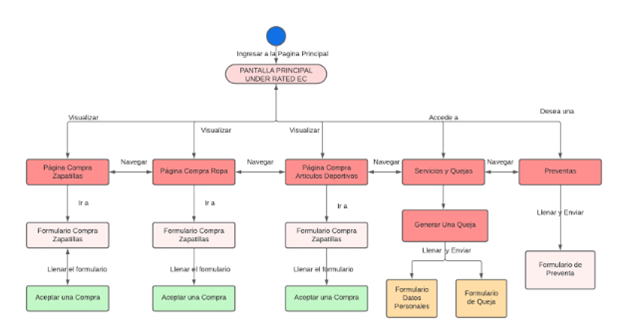 Ingresar a la Pagina Principal
PANTALLA PRINCIPAL
UNDER RATED EC
Desea una
Visualizar
Accede a
Visualizar
Visualizar
Página Compra
Zapatillas
Navegar
Página Compra Ropa
Navegar
Página Compra
Artículos Deportivos
Navegar
Servicios y Quejas
Navegar
Preventas
Ir a
Ir a
Ir a
Llenar y Enviar
Formulario Compra
Zapatillas
Formulario Compra
Zapatillas
Formulario Compra
Zapatillas
Generar Una Queja
Llenar y Enviar
Llenar el formulario
Llenar el formulario
Llenar el formulario
Formulario de
Preventa
Aceptar una Compra
Aceptar una Compra
Aceptar una Compra
Formulario
Datos
Personales
Formulario
de Queja